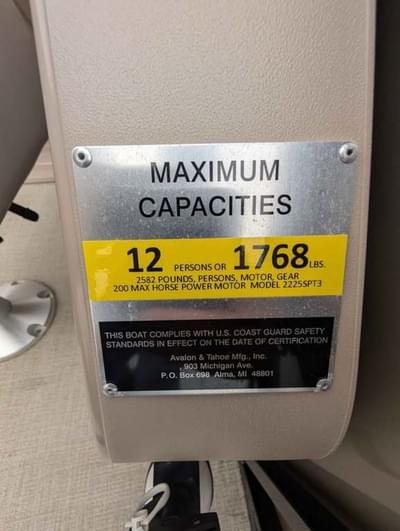 MAXIMUM
CAPACITIES
12 PERSONS OR 1768 LBS.
2582 POUNDS, PERSONS, MOTOR, GEAR
200 MAX HORSE POWER MOTOR MODEL 2225SPT3
THIS BOAT COMPLIES WITH U.S. COAST GUARD SAFETY
STANDARDS IN EFFECT ON THE DATE OF CERTIFICATION
Avalon & Tahoe Mfg., Inc.
903 Michigan Ave.
P.O. Box 698 Alma, MI 48801